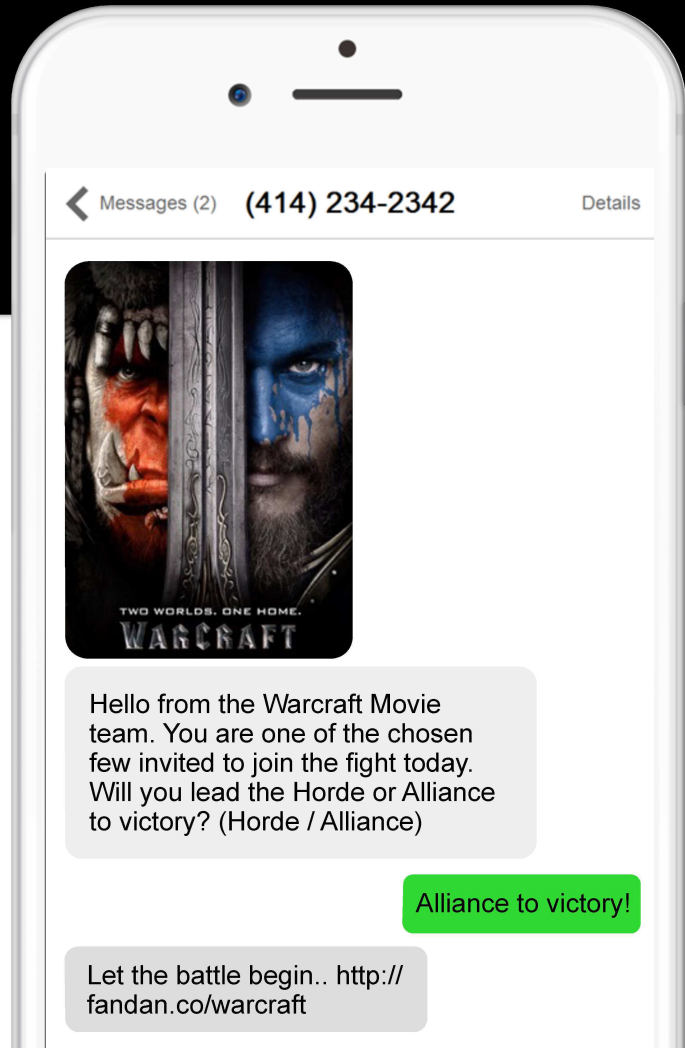 Messages (2) (414) 234-2342 Details
TWO WORLDS. ONE HOME.
WARCRAFT
Hello from the Warcraft Movie
team. You are one of the chosen
few invited to join the fight today.
Will you lead the Horde or Alliance
to victory? (Horde / Alliance)
Alliance to victory!
Let the battle begin.. http://
fandan.co/warcraft